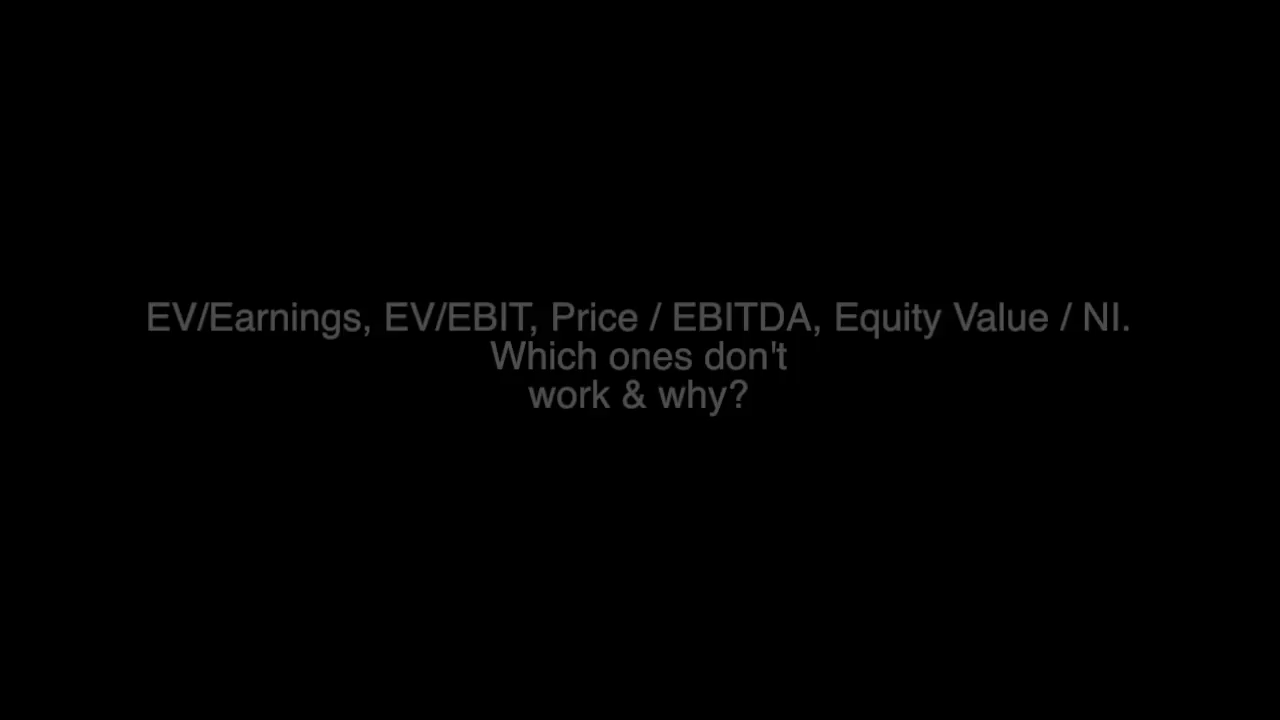 EV/Earnings, EV/EBIT, Price / EBITDA, Equity Value / NI.
Which ones don't
work & why?